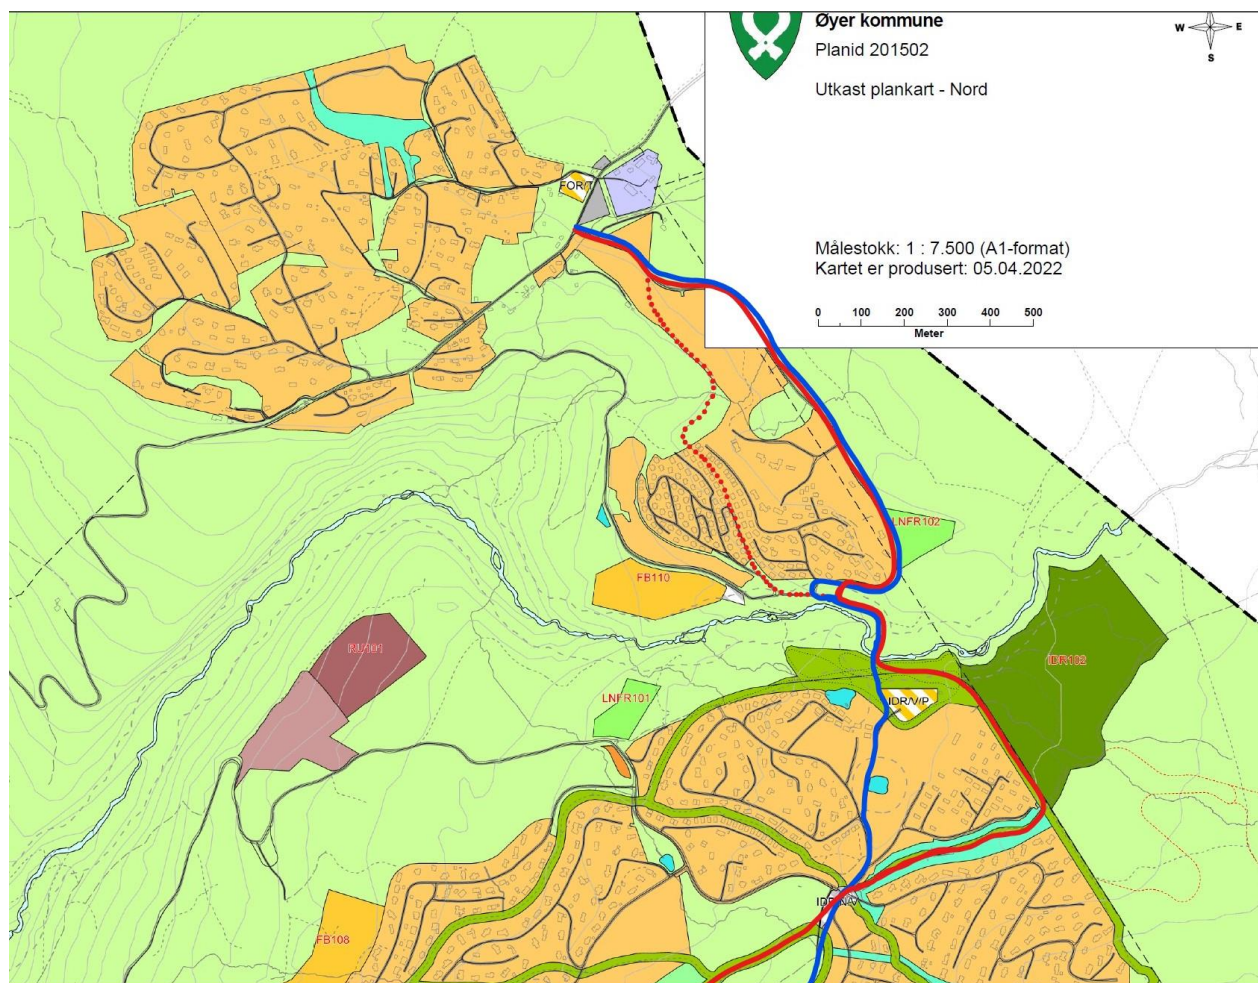 Øyer kommune
Planid 201502
Utkast plankart - Nord
W E
S
Målestokk: 1 : 7.500 (A1-format)
Kartet er produsert: 05.04.2022
0 100 200 300 400 500
Meter
FOR/T
LNFR102
FB110
RU101
IDR102
LNFR101
IDR/V/P
FB108